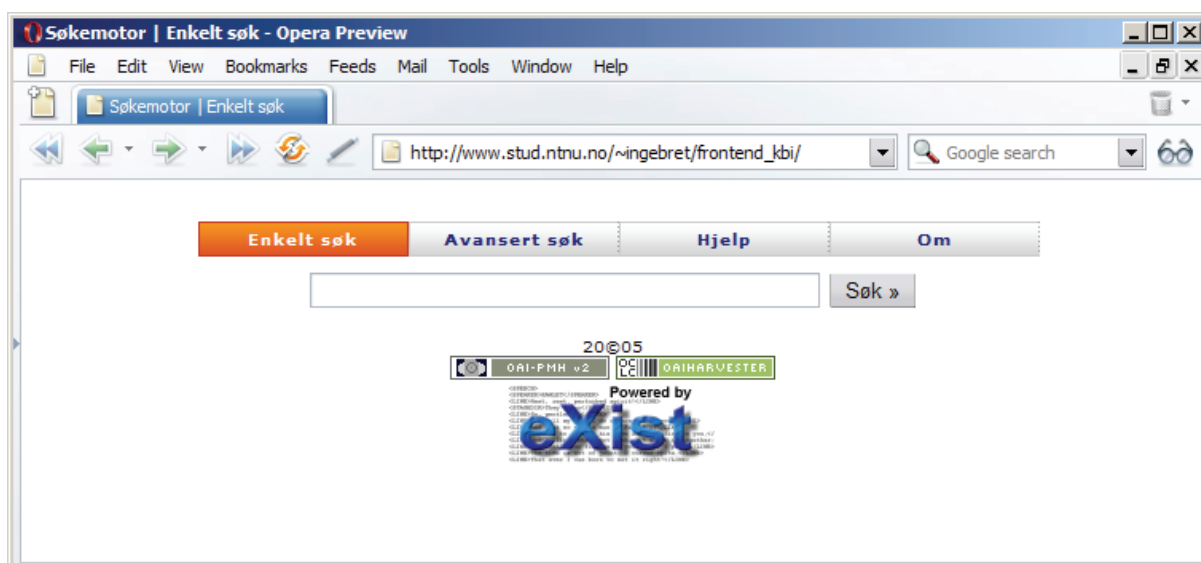 Søkemotor | Enkelt søk - Opera Preview
File Edit View Bookmarks Feeds Mail Tools Window Help
Søkemotor | Enkelt søk
http://www.stud.ntnu.no/~ingebret/frontend_kbi/ Google search
Enkelt søk Avansert søk Hjelp Om
Søk »
20©05
OAI-PMH v2 OCLC OAIHARVESTER
Powered by
eXist